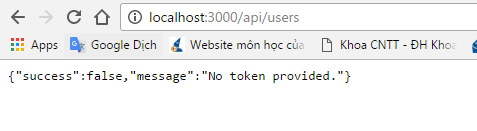 localhost:3000/api/users
Apps Google Dịch Website môn học của Khoa CNTT - ĐH Khoa
{"success":false,"message":"No token provided."}